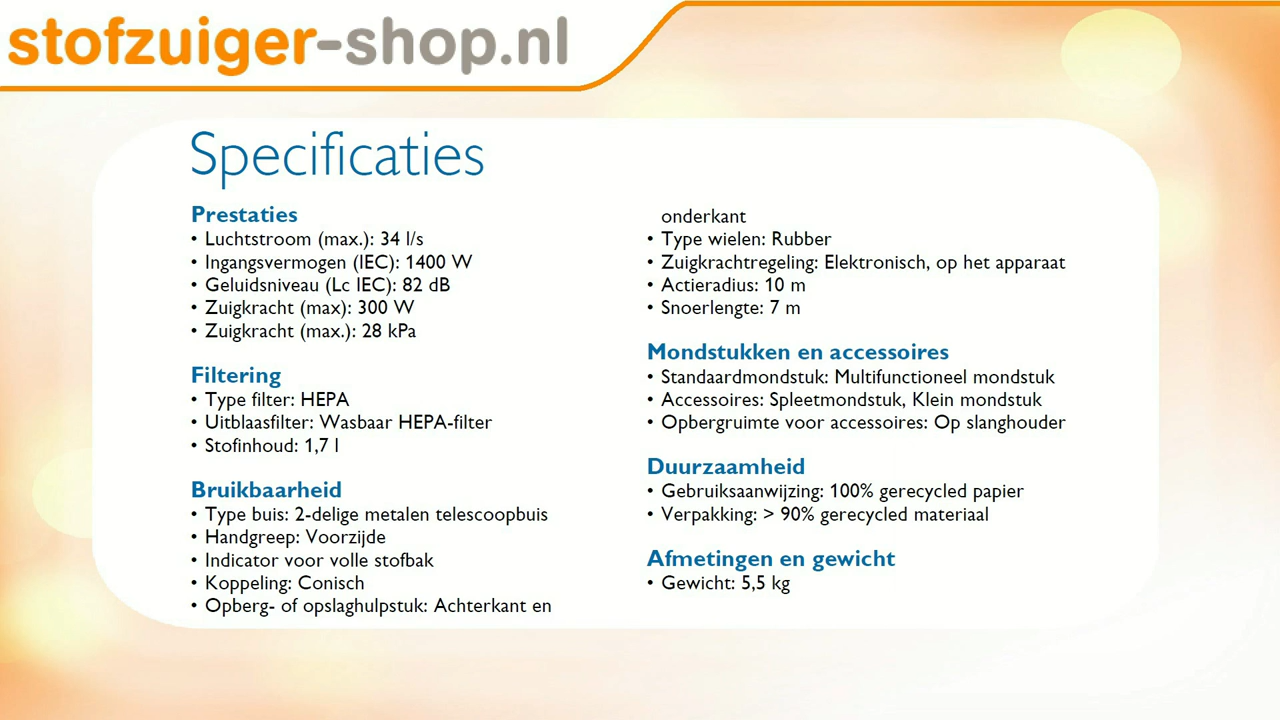 stofzuiger-shop.nl
Specificaties
Prestaties
• Luchtstroom (max.): 34 l/s
• Ingangsvermogen (IEC): 1400 W
• Geluidsniveau (Lc IEC): 82 dB
• Zuigkracht (max): 300 W
• Zuigkracht (max.): 28 kPa
Filtering
• Type filter: HEPA
• Uitblaasfilter: Wasbaar HEPA-filter
• Stofinhoud: 1,7 l
Bruikbaarheid
• Type buis: 2-delige metalen telescoopbuis
• Handgreep: Voorzijde
• Indicator voor volle stofbak
• Koppeling: Conisch
• Opberg- of opslaghulpstuk: Achterkant en
onderkant
• Type wielen: Rubber
• Zuigkrachtregeling: Elektronisch, op het apparaat
• Actieradius: 10 m
• Snoerlengte: 7 m
Mondstukken en accessoires
• Standaardmondstuk: Multifunctioneel mondstuk
• Accessoires: Spleetmondstuk, Klein mondstuk
• Opbergruimte voor accessoires: Op slanghouder
Duurzaamheid
• Gebruiksaanwijzing: 100% gerecycled papier
• Verpakking: > 90% gerecycled materiaal
Afmetingen en gewicht
• Gewicht: 5,5 kg